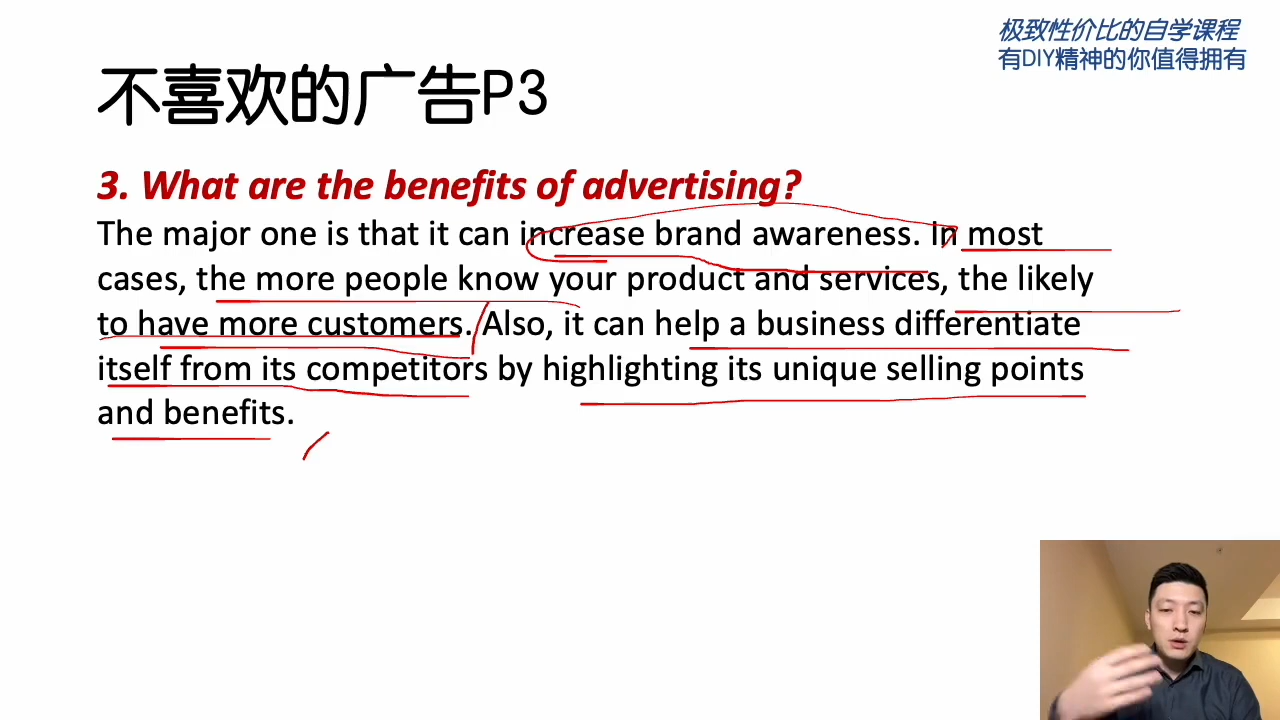 极致性价比的自学课程
有DIY精神的你值得拥有
不喜欢的广告P3
3. What are the benefits of advertising?
The major one is that it can increase brand awareness. In most
cases, the more people know your product and services, the likely
to have more customers. Also, it can help a business differentiate
itself from its competitors by highlighting its unique selling points
and benefits.